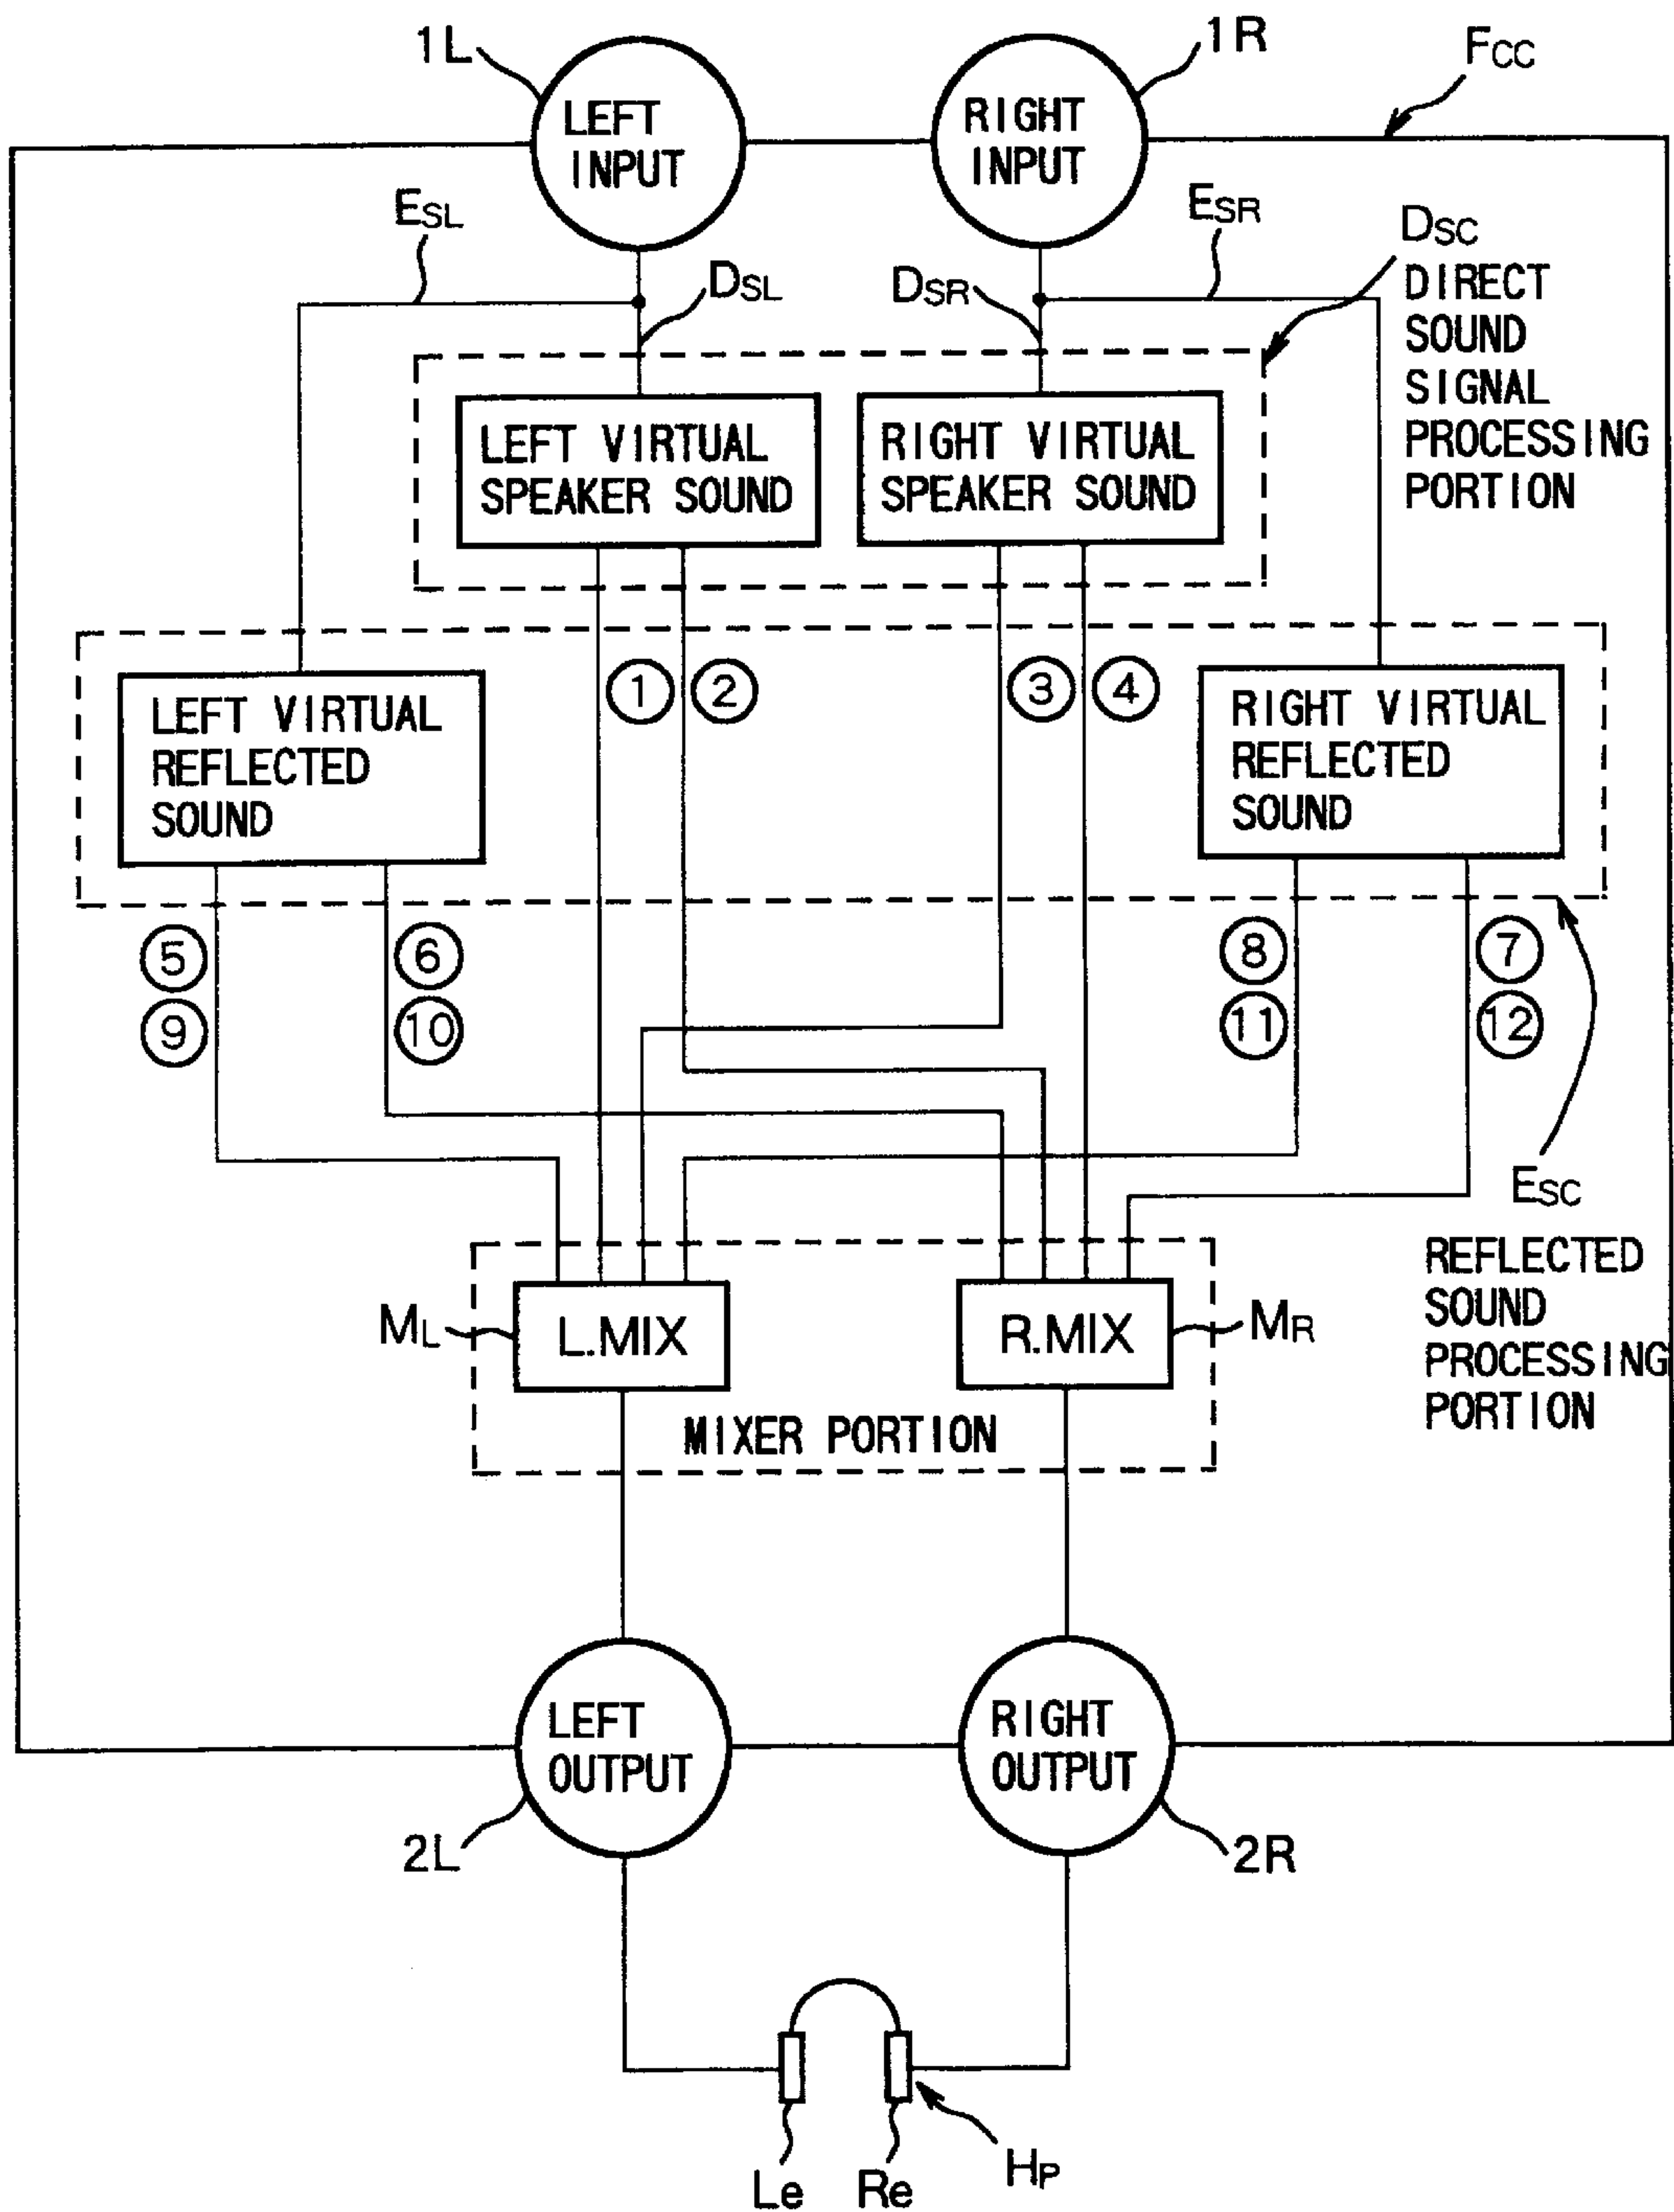 1L
1R
FCC
LEFT
INPUT
RIGHT
INPUT
ESL
ESR
DSL
DSR
DSC
DIRECT
SOUND
SIGNAL
PROCESSING
PORTION
LEFT VIRTUAL
SPEAKER SOUND
RIGHT VIRTUAL
SPEAKER SOUND
① ② ③ ④
LEFT VIRTUAL
REFLECTED
SOUND
RIGHT VIRTUAL
REFLECTED
SOUND
⑤ ⑥ ⑧ ⑦
⑨ ⑩ ⑪ ⑫
ESC
REFLECTED
SOUND
PROCESSING
PORTION
ML
L.MIX
R.MIX
MR
MIXER PORTION
LEFT
OUTPUT
RIGHT
OUTPUT
2L
2R
Le
Re
HP